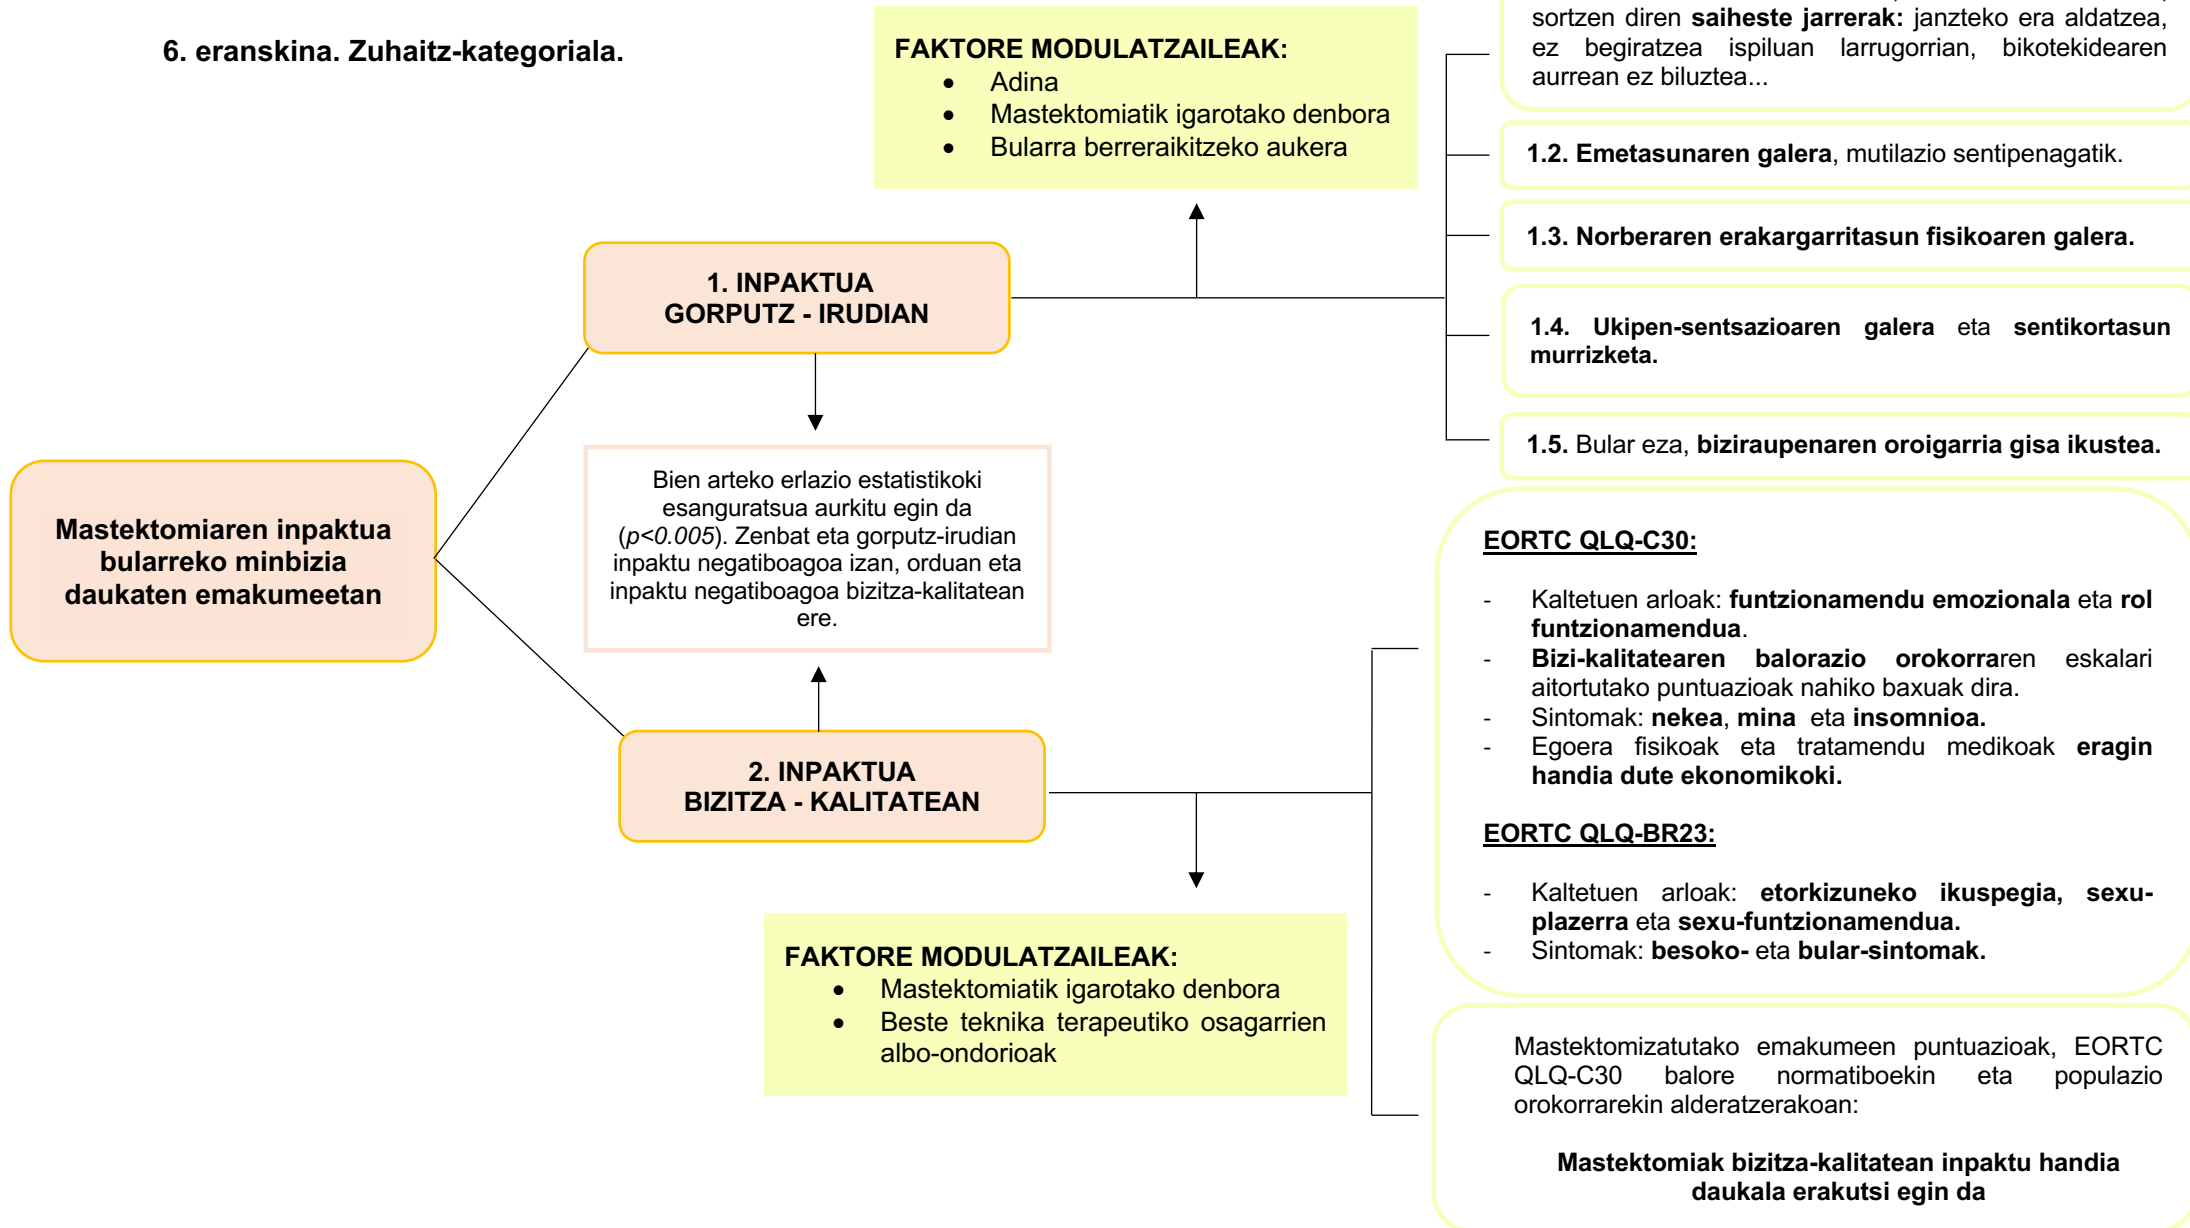 6. eranskina. Zuhaitz-kategoriala.
FAKTORE MODULATZAILEAK:
• Adina
• Mastektomiatik igarotako denbora
• Bularra berreraikitzeko aukera
sortzen diren saiheste jarrerak: janzteko era aldatzea,
ez begiratzea ispiluan larrugorrian, bikotekidearen
aurrean ez biluztea...
1.2. Emetasunaren galera, mutilazio sentipenagatik.
1.3. Norberaren erakargarritasun fisikoaren galera.
1.4. Ukipen-sentsazioaren galera eta sentikortasun
murrizketa.
1.5. Bular eza, biziraupenaren oroigarria gisa ikustea.
1. INPAKTUA
GORPUTZ - IRUDIAN
Bien arteko erlazio estatistikoki
esanguratsua aurkitu egin da
(p<0.005). Zenbat eta gorputz-irudian
inpaktu negatiboagoa izan, orduan eta
inpaktu negatiboagoa bizitza-kalitatean
ere.
Mastektomiaren inpaktua
bularreko minbizia
daukaten emakumeetan
2. INPAKTUA
BIZITZA - KALITATEAN
FAKTORE MODULATZAILEAK:
• Mastektomiatik igarotako denbora
• Beste teknika terapeutiko osagarrien
albo-ondorioak
EORTC QLQ-C30:
- Kaltetuen arloak: funtzionamendu emozionala eta rol
funtzionamendua.
- Bizi-kalitatearen balorazio orokorraren eskalari
aitortutako puntuazioak nahiko baxuak dira.
- Sintomak: nekea, mina eta insomnioa.
- Egoera fisikoak eta tratamendu medikoak eragin
handia dute ekonomikoki.
EORTC QLQ-BR23:
- Kaltetuen arloak: etorkizuneko ikuspegia, sexu-
plazerra eta sexu-funtzionamendua.
- Sintomak: besoko- eta bular-sintomak.
Mastektomizatutako emakumeen puntuazioak, EORTC
QLQ-C30 balore normatiboekin eta populazio
orokorrarekin alderatzerakoan:
Mastektomiak bizitza-kalitatean inpaktu handia
daukala erakutsi egin da